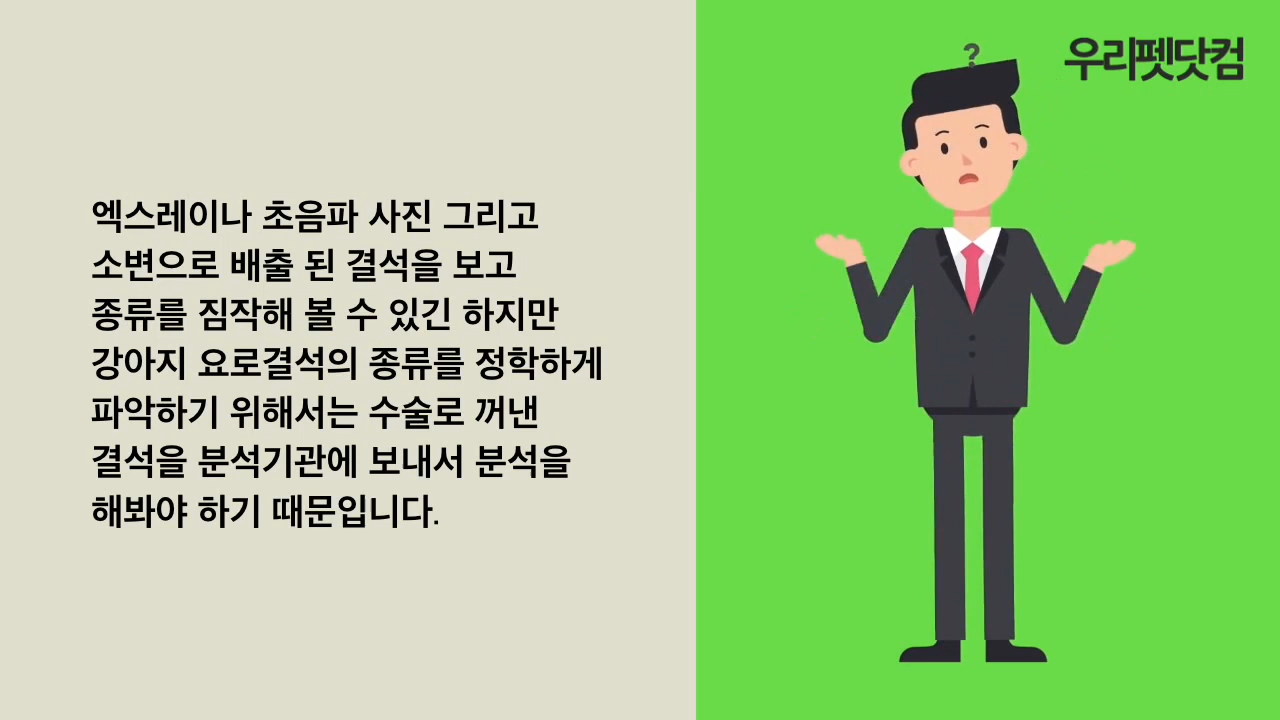 우리펫닷컴
?
엑스레이나 초음파 사진 그리고
소변으로 배출 된 결석을 보고
종류를 짐작해 볼 수 있긴 하지만
강아지 요로결석의 종류를 정학하게
파악하기 위해서는 수술로 꺼낸
결석을 분석기관에 보내서 분석을
해봐야 하기 때문입니다.